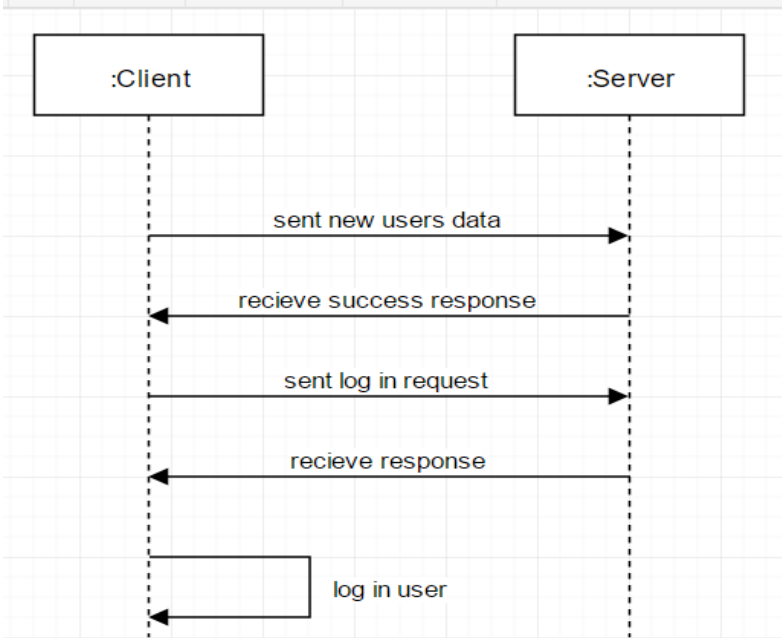 :Client
:Server
sent new users data
recieve success response
sent log in request
recieve response
log in user